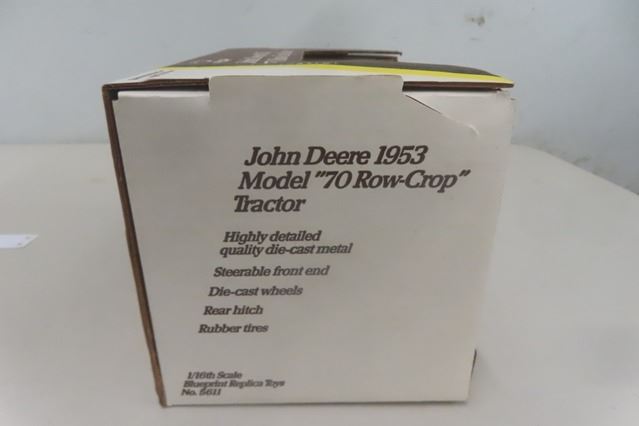 John Deere 1953
Model "70 Row-Crop"
Tractor
Highly detailed
quality die-cast metal
Steerable front end
Die-cast wheels
Rear hitch
Rubber tires
1/16th Scale
Blueprint Replica Toys
No. 5611